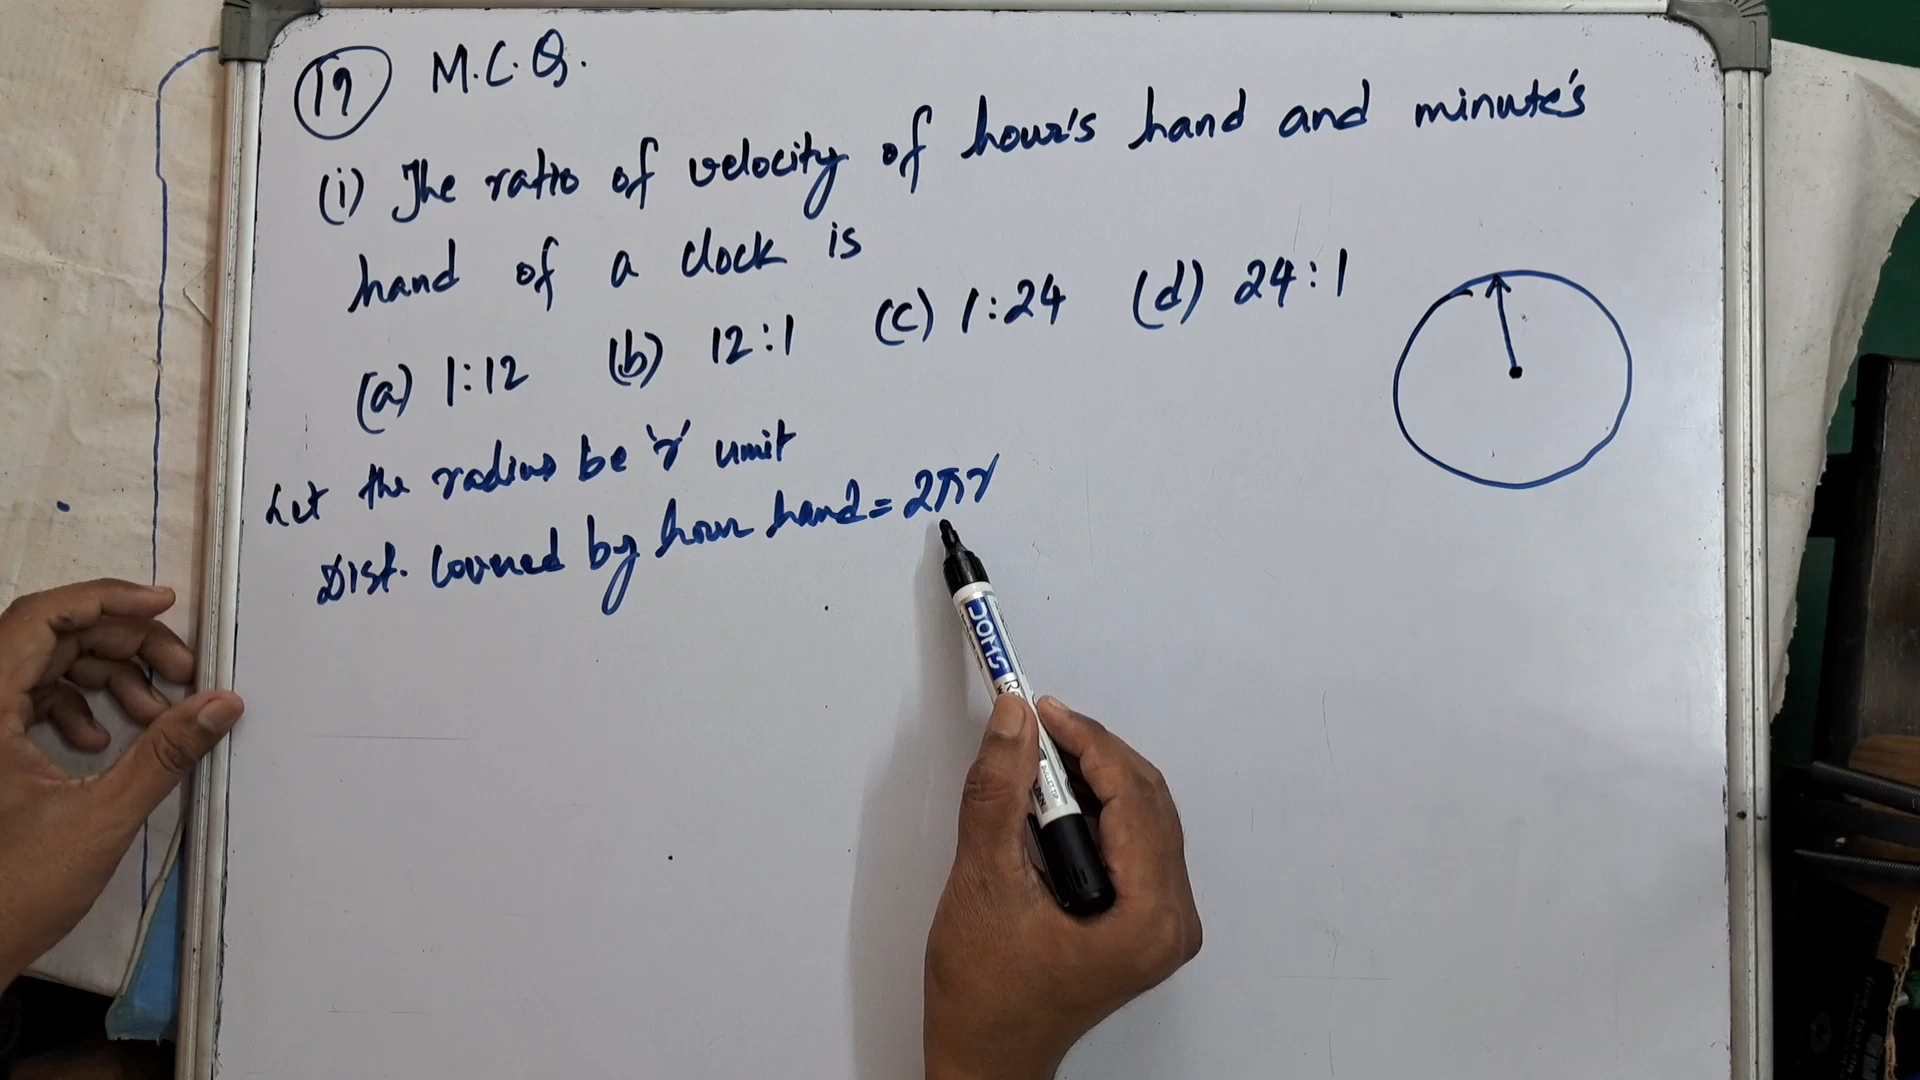 19 M.C.Q.
(i) The ratio of velocity of hour's hand and minute's
hand of a clock is
(a) 1:12 (b) 12:1 (c) 1:24 (d) 24:1
Let the radius be 'r' unit
Dist. covered by hour hand = 2πr
DOMS